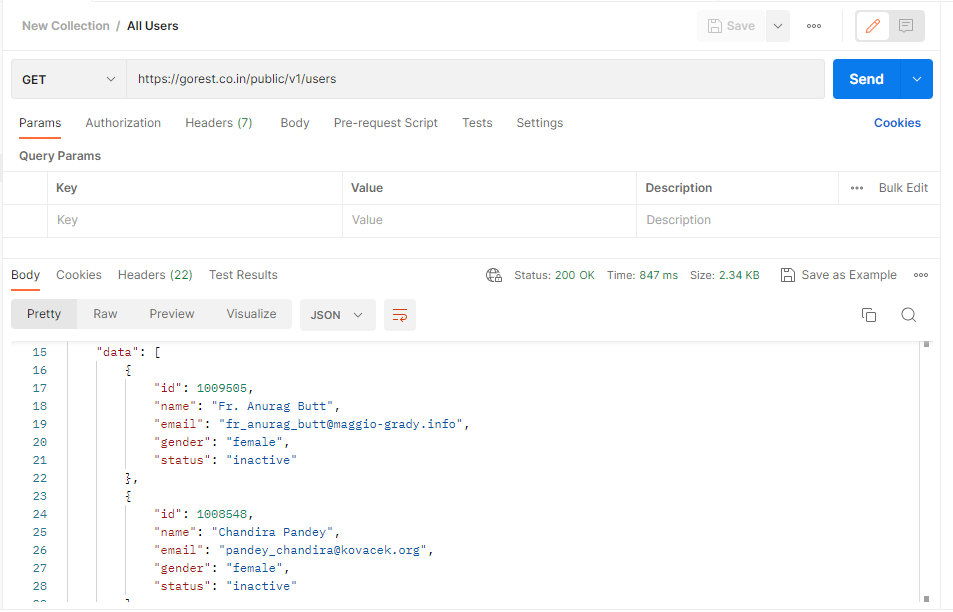 New Collection / All Users
Save
GET https://gorest.co.in/public/v1/users Send
Params Authorization Headers (7) Body Pre-request Script Tests Settings Cookies
Query Params
Key Value Description Bulk Edit
Key Value Description
Body Cookies Headers (22) Test Results Status: 200 OK Time: 847 ms Size: 2.34 KB Save as Example
Pretty Raw Preview Visualize JSON
15 "data": [
16 {
17 "id": 1009505,
18 "name": "Fr. Anurag Butt",
19 "email": "fr_anurag_butt@maggio-grady.info",
20 "gender": "female",
21 "status": "inactive"
22 },
23 {
24 "id": 1008548,
25 "name": "Chandira Pandey",
26 "email": "pandey_chandira@kovacek.org",
27 "gender": "female",
28 "status": "inactive"